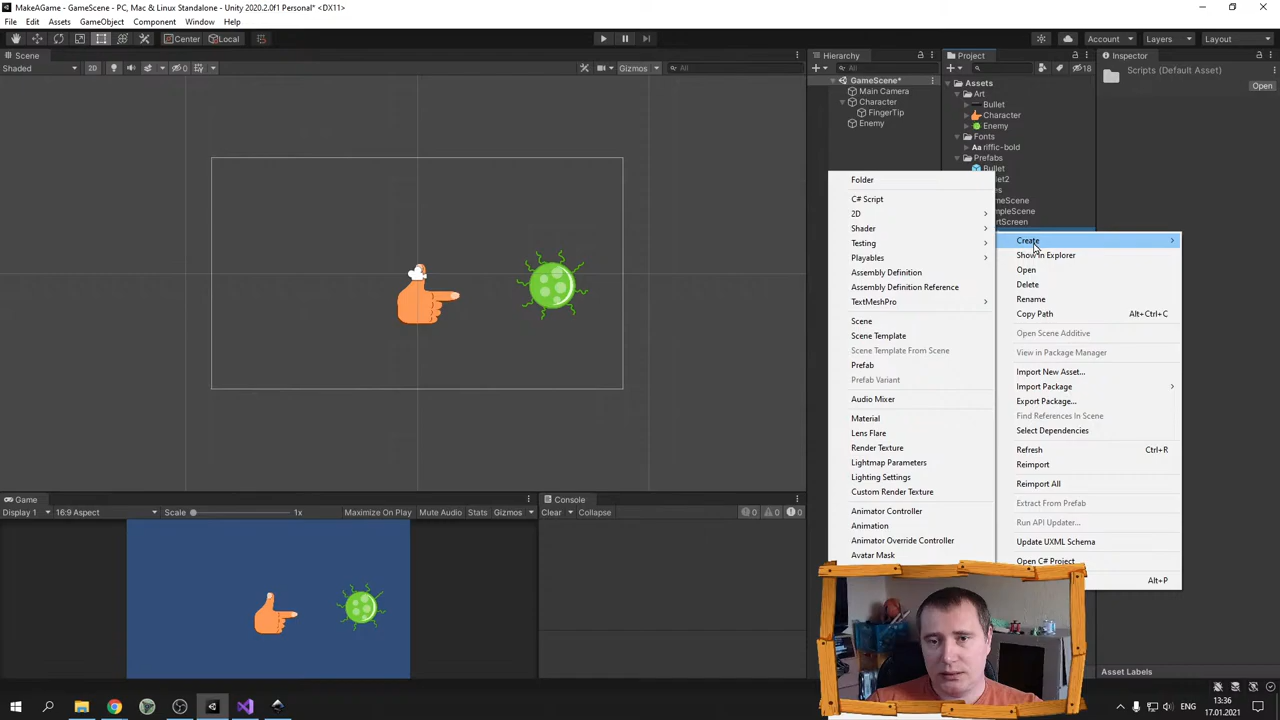 MakeAGame - GameScene - PC, Mac & Linux Standalone - Unity 2020.2.0f1 Personal* <DX11>
File Edit Assets GameObject Component Window Help
Center Local Account Layers Layout
Scene
Shaded 2D 0 Gizmos All
Hierarchy
All
GameScene*
Main Camera
Character
FingerTip
Enemy
Project
18
Assets
Art
Bullet
Character
Enemy
Fonts
Aa riffic-bold
Prefabs
Bullet
Inspector
Scripts (Default Asset)
Open
Folder
C# Script
2D
Shader
Testing
Playables
Assembly Definition
Assembly Definition Reference
TextMeshPro
Scene
Scene Template
Scene Template From Scene
Prefab
Prefab Variant
Audio Mixer
Material
Lens Flare
Render Texture
Lightmap Parameters
Lighting Settings
Custom Render Texture
Animator Controller
Animation
Animator Override Controller
Avatar Mask
Create
Show in Explorer
Open
Delete
Rename
Copy Path Alt+Ctrl+C
Open Scene Additive
View in Package Manager
Import New Asset...
Import Package
Export Package...
Find References In Scene
Select Dependencies
Refresh Ctrl+R
Reimport
Reimport All
Extract From Prefab
Run API Updater...
Update UXML Schema
Open C# Project
Alt+P
Game
Display 1 16:9 Aspect Scale 1x Maximize On Play Mute Audio Stats Gizmos
Console
Clear Collapse 0 0 0
Asset Labels
13:36
17.01.2021